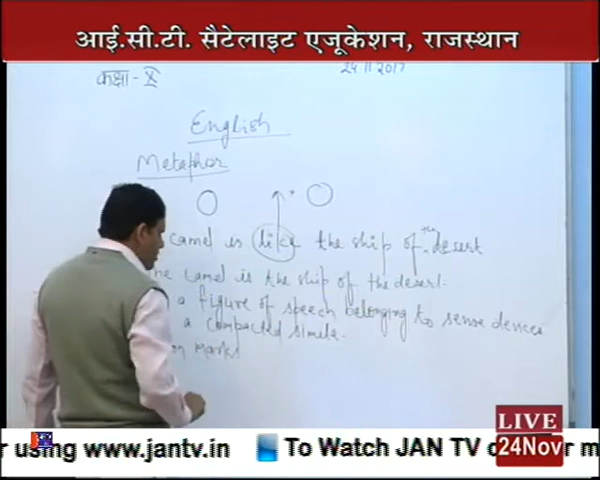 आई.सी.टी. सैटेलाइट एजूकेशन, राजस्थान
कक्षा - X
24 11 2017
English
Metaphor
camel is like the ship of the desert
camel is the ship of the desert.
a figure of speech belonging to sense devices
a compacted simile.
on marks
LIVE
24Nov
r using www.jantv.in To Watch JAN TV